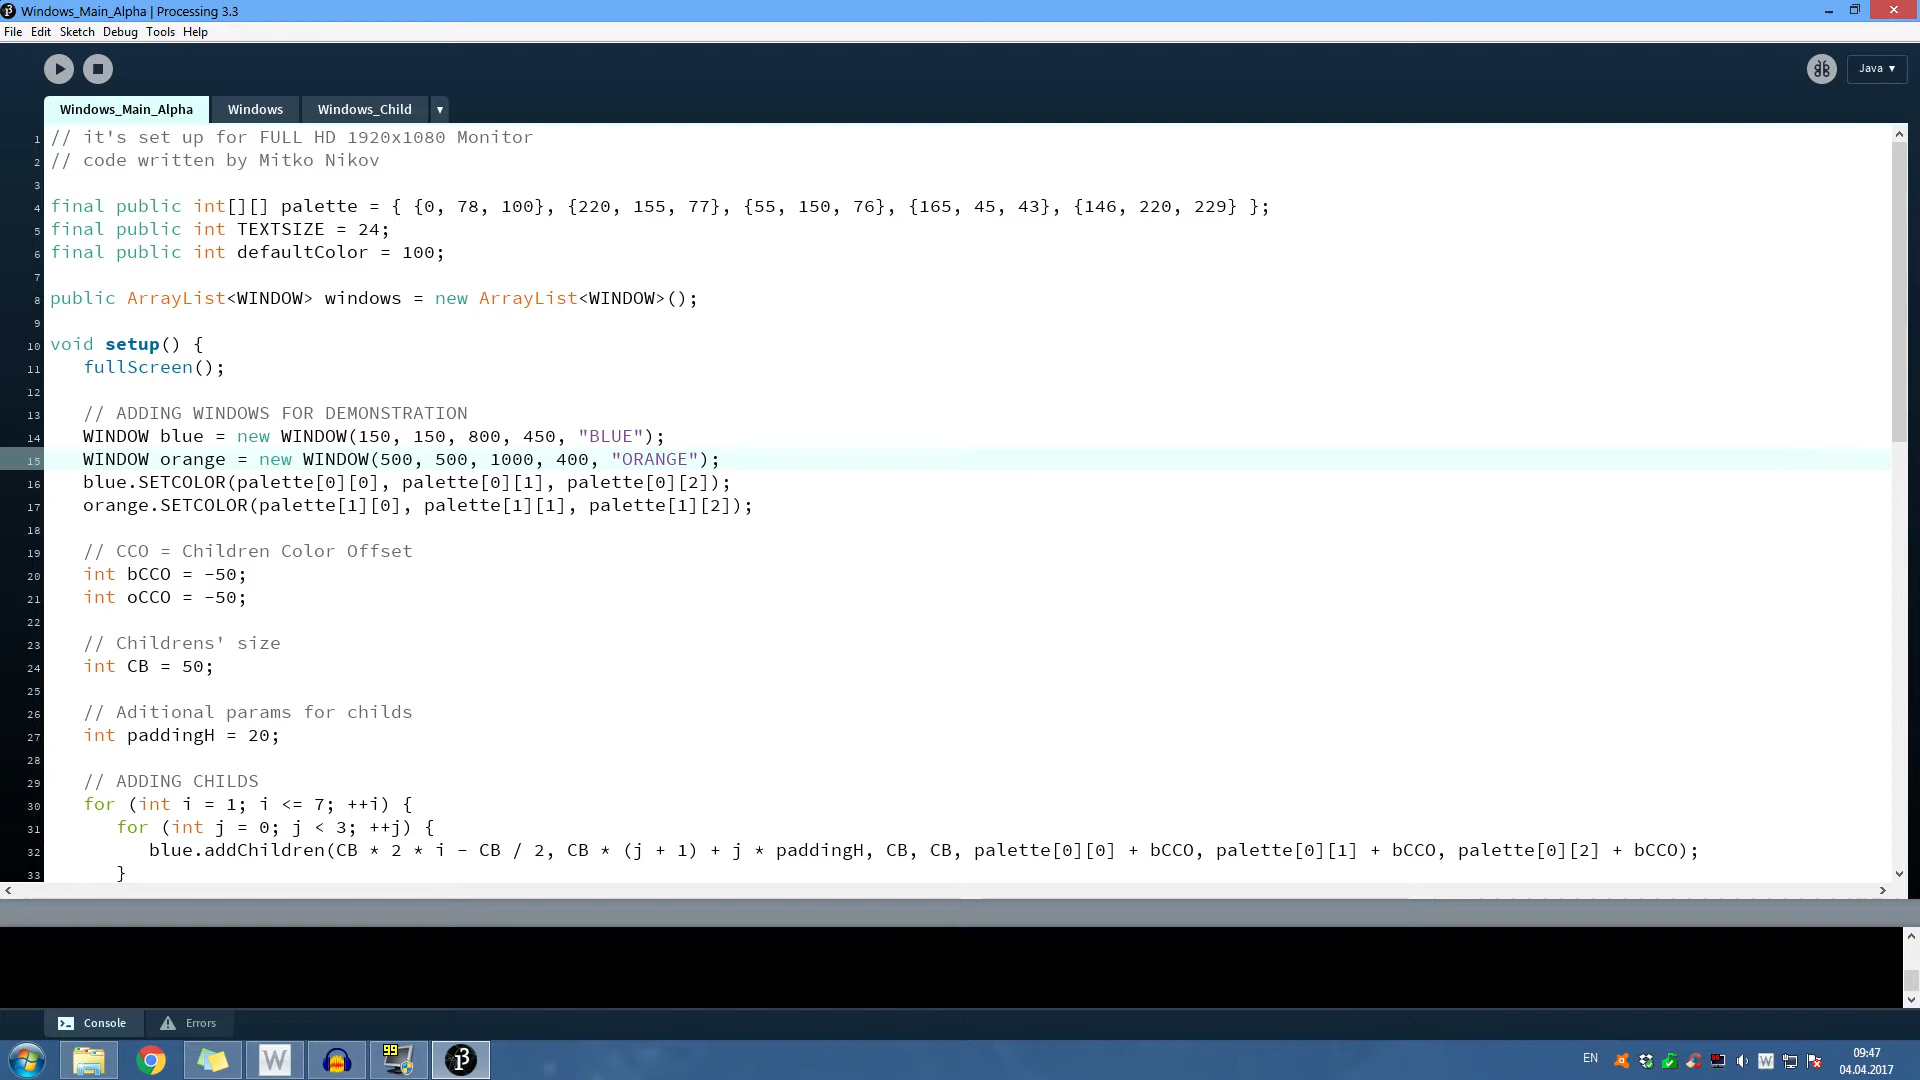 Windows_Main_Alpha | Processing 3.3
File Edit Sketch Debug Tools Help
Java ▾
Windows_Main_Alpha Windows Windows_Child ▾
1 // it's set up for FULL HD 1920x1080 Monitor
2 // code written by Mitko Nikov
3
4 final public int[][] palette = { {0, 78, 100}, {220, 155, 77}, {55, 150, 76}, {165, 45, 43}, {146, 220, 229} };
5 final public int TEXTSIZE = 24;
6 final public int defaultColor = 100;
7
8 public ArrayList<WINDOW> windows = new ArrayList<WINDOW>();
9
10 void setup() {
11 fullScreen();
12
13 // ADDING WINDOWS FOR DEMONSTRATION
14 WINDOW blue = new WINDOW(150, 150, 800, 450, "BLUE");
15 WINDOW orange = new WINDOW(500, 500, 1000, 400, "ORANGE");
16 blue.SETCOLOR(palette[0][0], palette[0][1], palette[0][2]);
17 orange.SETCOLOR(palette[1][0], palette[1][1], palette[1][2]);
18
19 // CCO = Children Color Offset
20 int bCCO = -50;
21 int oCCO = -50;
22
23 // Childrens' size
24 int CB = 50;
25
26 // Aditional params for childs
27 int paddingH = 20;
28
29 // ADDING CHILDS
30 for (int i = 1; i <= 7; ++i) {
31 for (int j = 0; j < 3; ++j) {
32 blue.addChildren(CB * 2 * i - CB / 2, CB * (j + 1) + j * paddingH, CB, CB, palette[0][0] + bCCO, palette[0][1] + bCCO, palette[0][2] + bCCO);
33 }
Console Errors
99
W
EN
W
09:47
04.04.2017